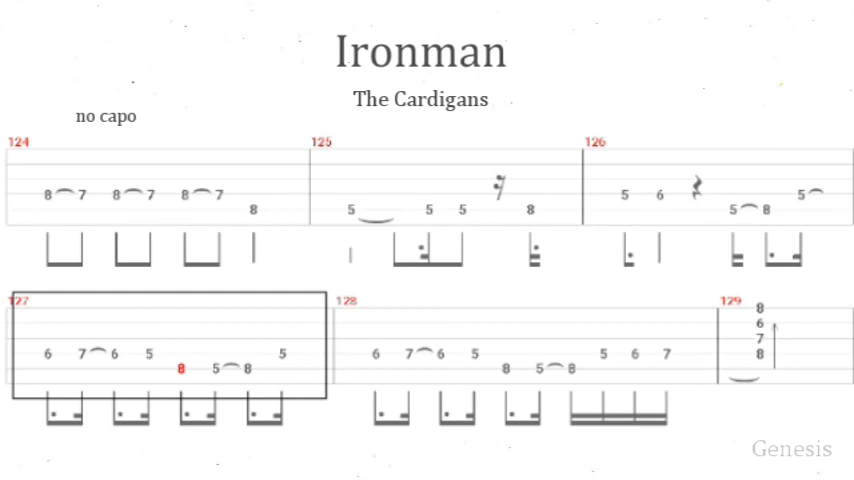 Ironman
The Cardigans
no capo
124 125 126
8 7 8 7 8 7 5 6 5
8 5 5 5 8 5 8
127 128 129
8
6
7
6 7 6 5 5 6 7 6 5 5 6 7 8
8 5 8 8 5 8
Genesis